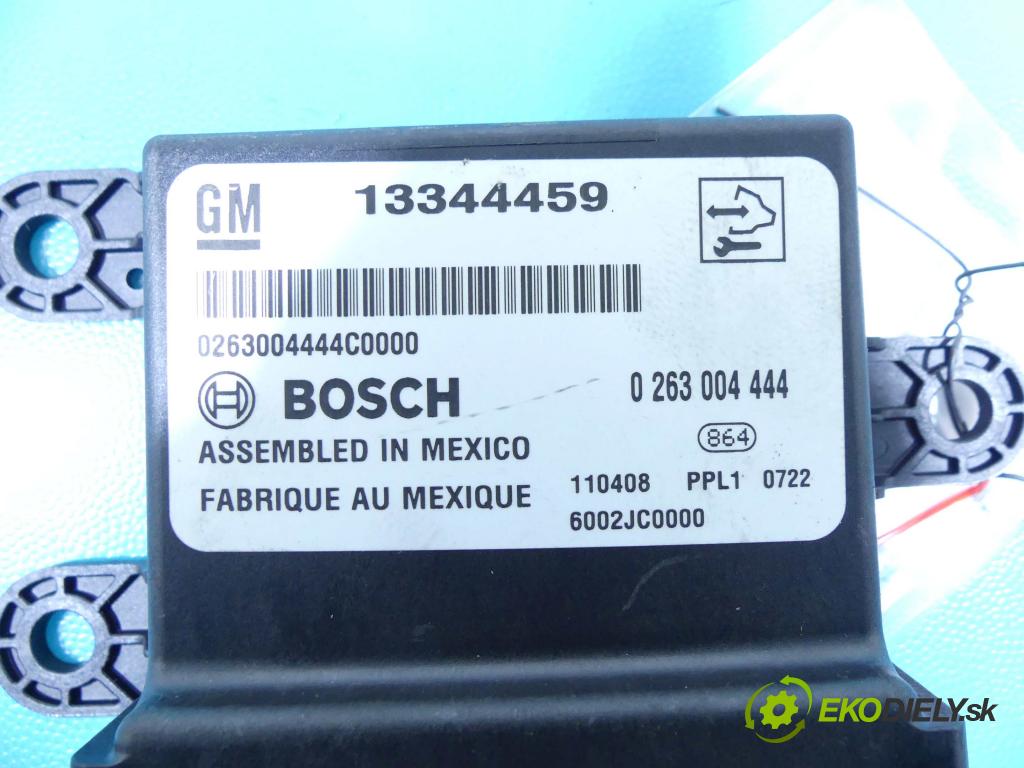 GM 13344459
0263004444C0000
BOSCH 0 263 004 444
ASSEMBLED IN MEXICO 864
FABRIQUE AU MEXIQUE 110408 PPL1 0722
6002JC0000
EKODIELY.sk